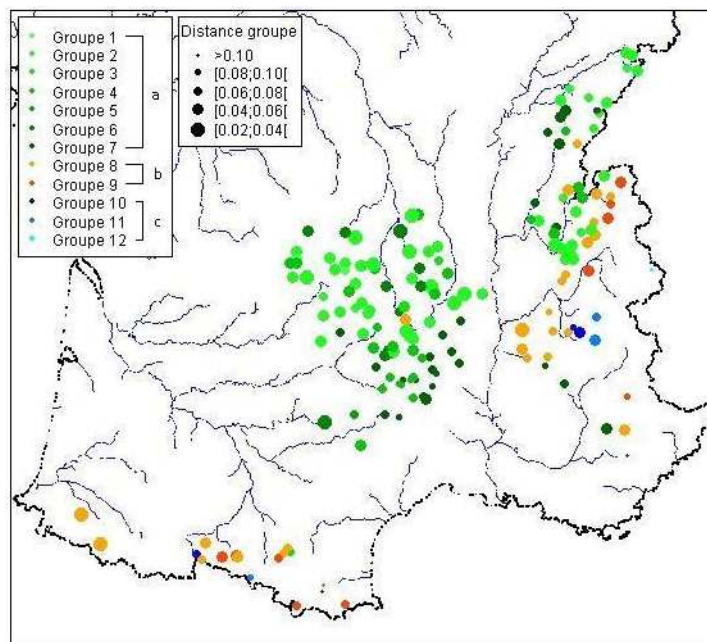 Groupe 1
Groupe 2
Groupe 3
Groupe 4
Groupe 5
Groupe 6
Groupe 7
Groupe 8
Groupe 9
Groupe 10
Groupe 11
Groupe 12
a
b
c
Distance groupe
>0.10
[0.08;0.10[
[0.06;0.08[
[0.04;0.06[
[0.02;0.04[